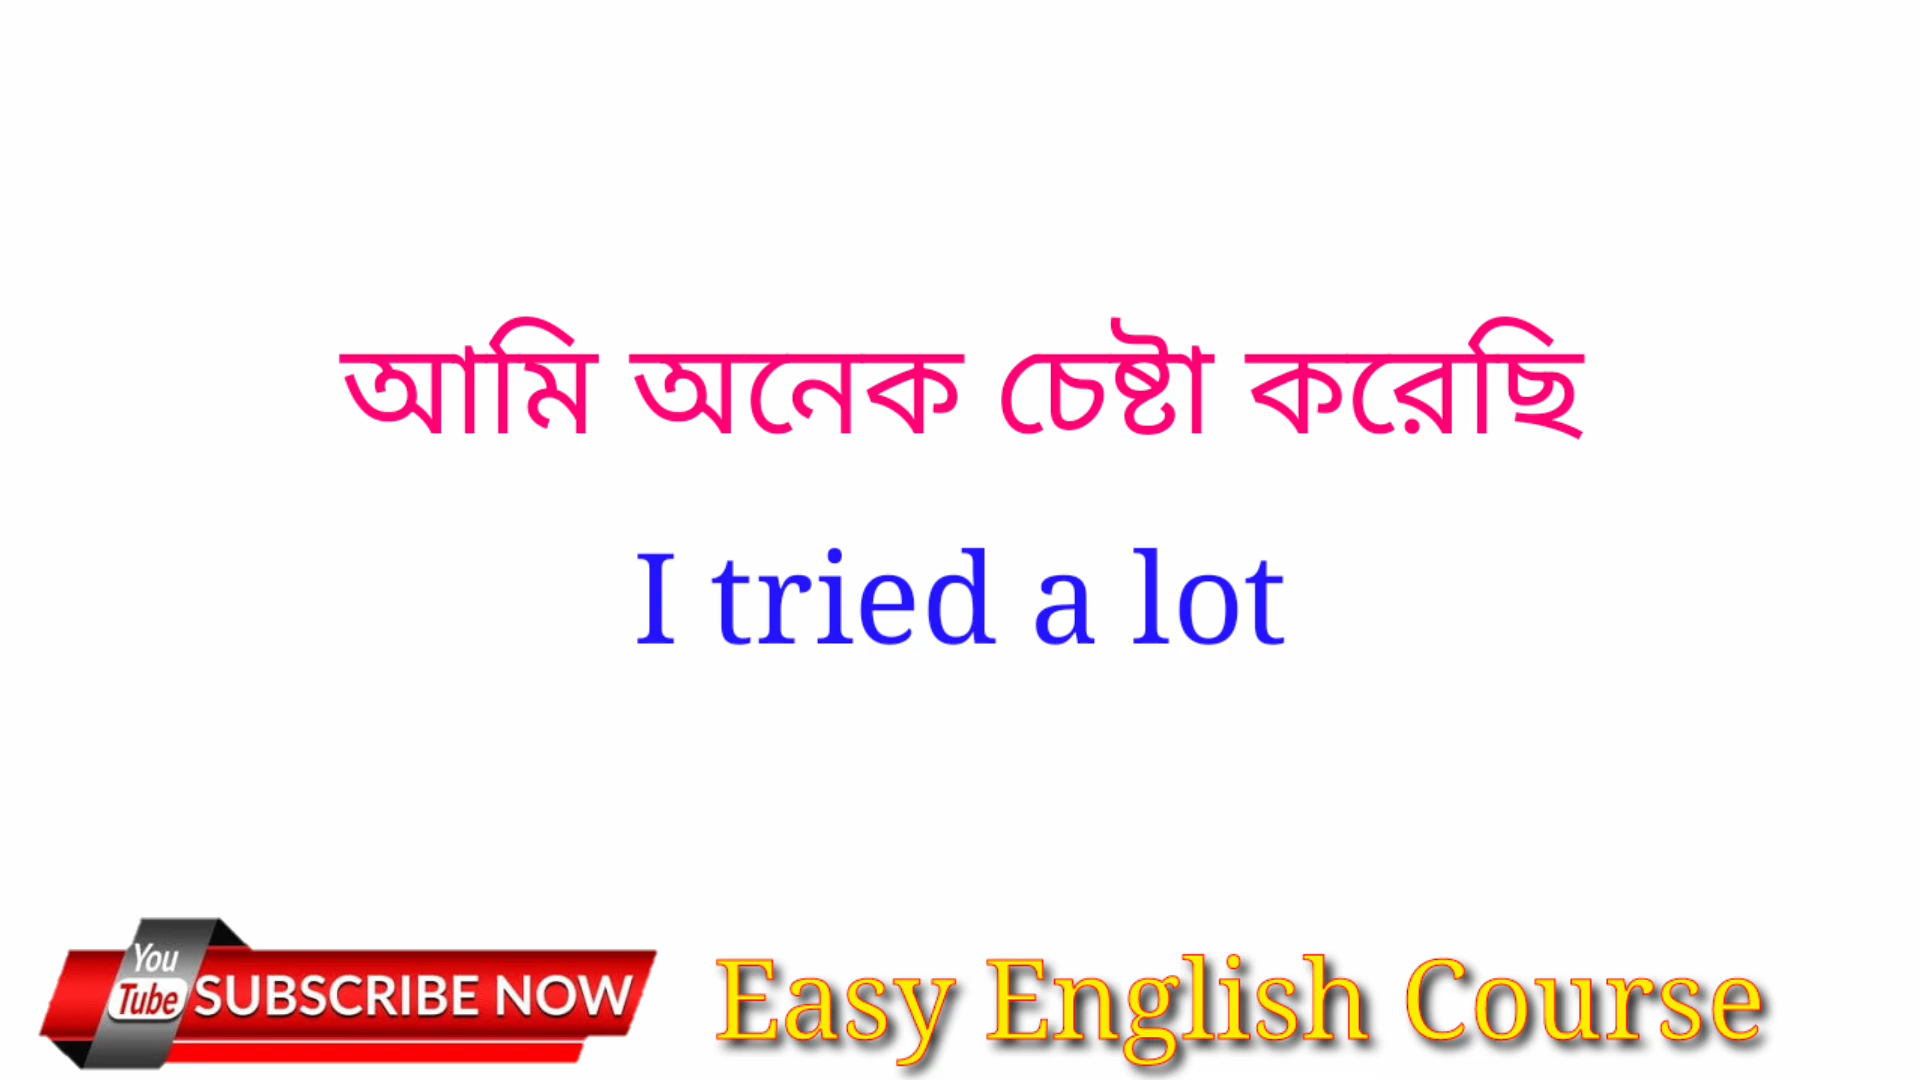 আমি অনেক চেষ্টা করেছি
I tried a lot
You
Tube
SUBSCRIBE NOW
Easy English Course